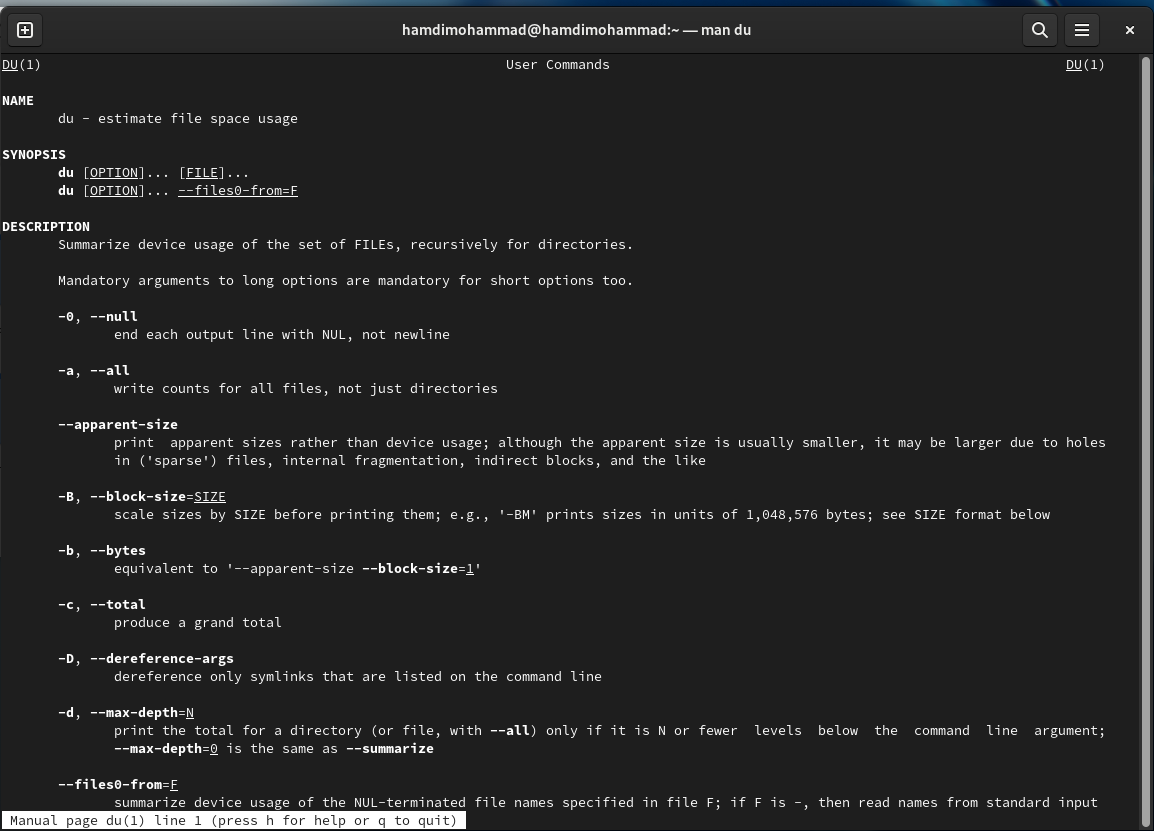 hamdimohammad@hamdimohammad:~ — man du
DU(1) User Commands DU(1)
NAME
du - estimate file space usage
SYNOPSIS
du [OPTION]... [FILE]...
du [OPTION]... --files0-from=F
DESCRIPTION
Summarize device usage of the set of FILEs, recursively for directories.
Mandatory arguments to long options are mandatory for short options too.
-0, --null
end each output line with NUL, not newline
-a, --all
write counts for all files, not just directories
--apparent-size
print  apparent sizes rather than device usage; although the apparent size is usually smaller, it may be larger due to holes
in ('sparse') files, internal fragmentation, indirect blocks, and the like
-B, --block-size=SIZE
scale sizes by SIZE before printing them; e.g., '-BM' prints sizes in units of 1,048,576 bytes; see SIZE format below
-b, --bytes
equivalent to '--apparent-size --block-size=1'
-c, --total
produce a grand total
-D, --dereference-args
dereference only symlinks that are listed on the command line
-d, --max-depth=N
print the total for a directory (or file, with --all) only if it is N or fewer  levels  below  the  command  line  argument;
--max-depth=0 is the same as --summarize
--files0-from=F
summarize device usage of the NUL-terminated file names specified in file F; if F is -, then read names from standard input
Manual page du(1) line 1 (press h for help or q to quit)